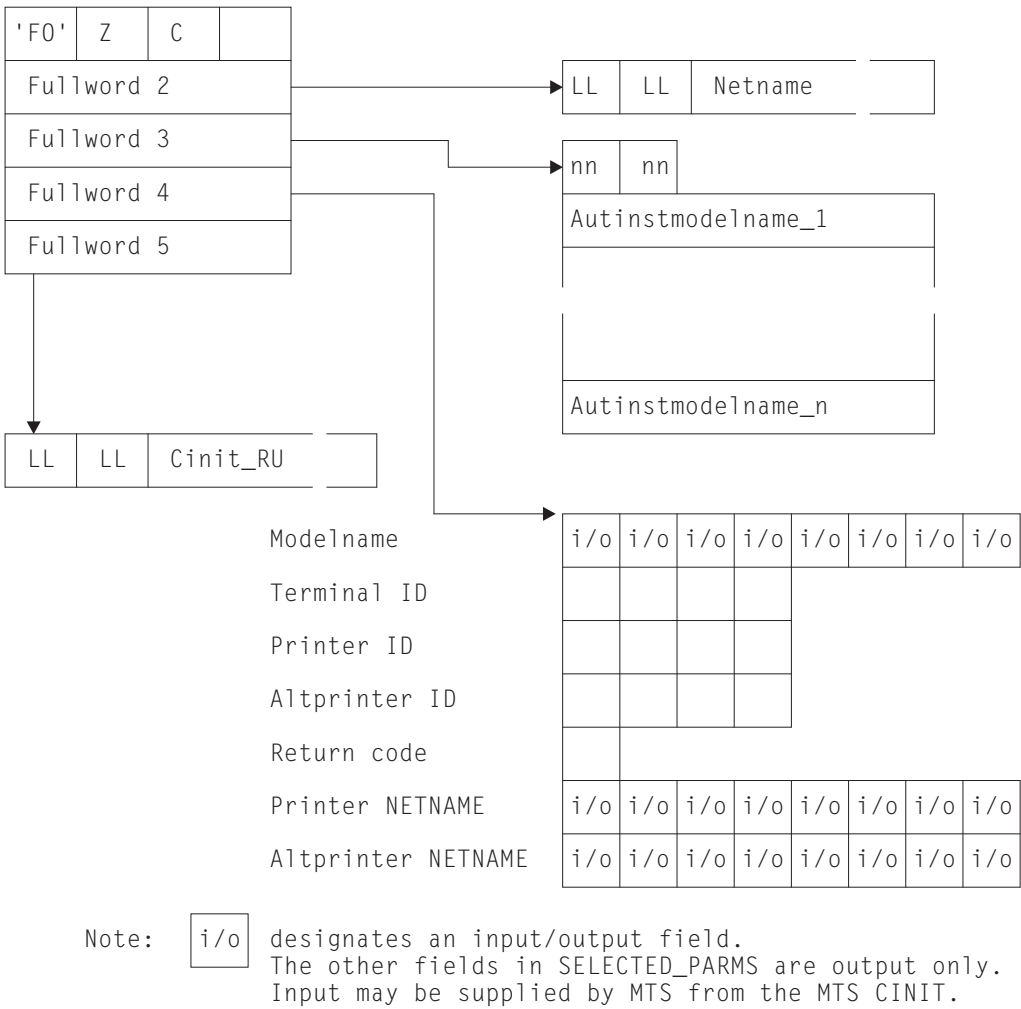 'F0' Z C
Fullword 2
LL LL Netname
Fullword 3
nn nn
Fullword 4
Autinstmodelname_1
Fullword 5
Autinstmodelname_n
LL LL Cinit_RU
Modelname i/o i/o i/o i/o i/o i/o i/o i/o
Terminal ID
Printer ID
Altprinter ID
Return code
Printer NETNAME i/o i/o i/o i/o i/o i/o i/o i/o
Altprinter NETNAME i/o i/o i/o i/o i/o i/o i/o i/o
Note: i/o designates an input/output field.
The other fields in SELECTED_PARMS are output only.
Input may be supplied by MTS from the MTS CINIT.